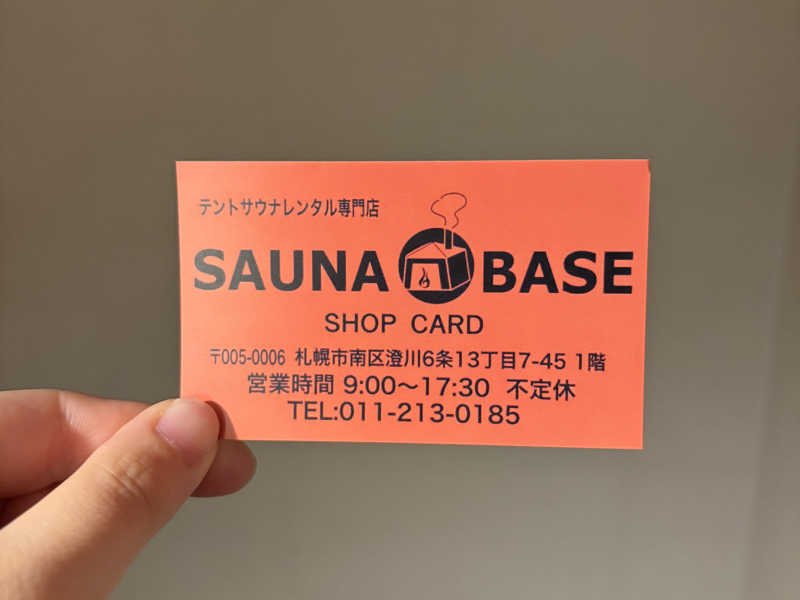 テントサウナレンタル専門店
SAUNA BASE
SHOP CARD
〒005-0006 札幌市南区澄川6条13丁目7-45 1階
営業時間 9:00〜17:30 不定休
TEL:011-213-0185